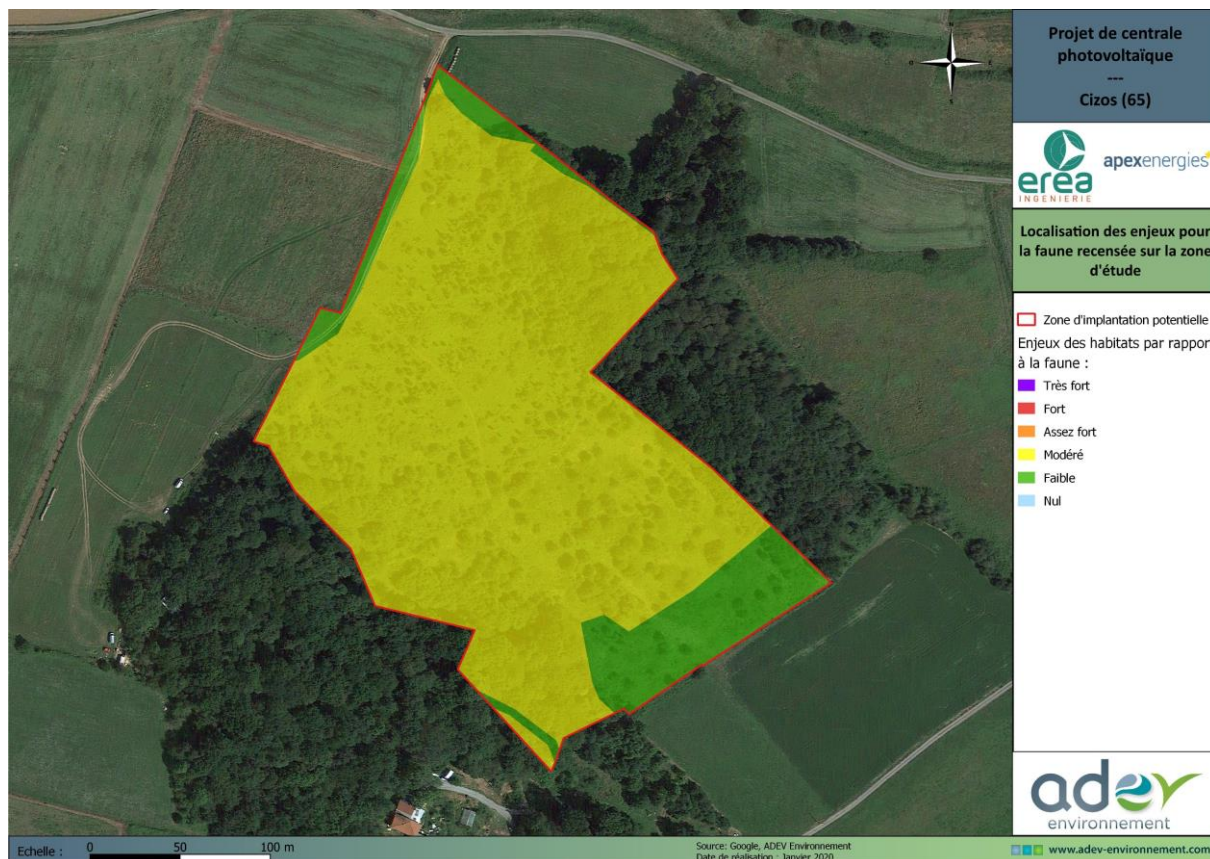 Projet de centrale
photovoltaïque
---
Cizos (65)
erea
INGENIERIE
apexenergies
Localisation des enjeux pour
la faune recensée sur la zone
d'étude
Zone d'implantation potentielle
Enjeux des habitats par rappor
à la faune :
Très fort
Fort
Assez fort
Modéré
Faible
Nul
adev
environnement
Echelle :
0 50 100 m
Source: Google, ADEV Environnement
Date de réalisation : Janvier 2020
www.adev-environnement.com